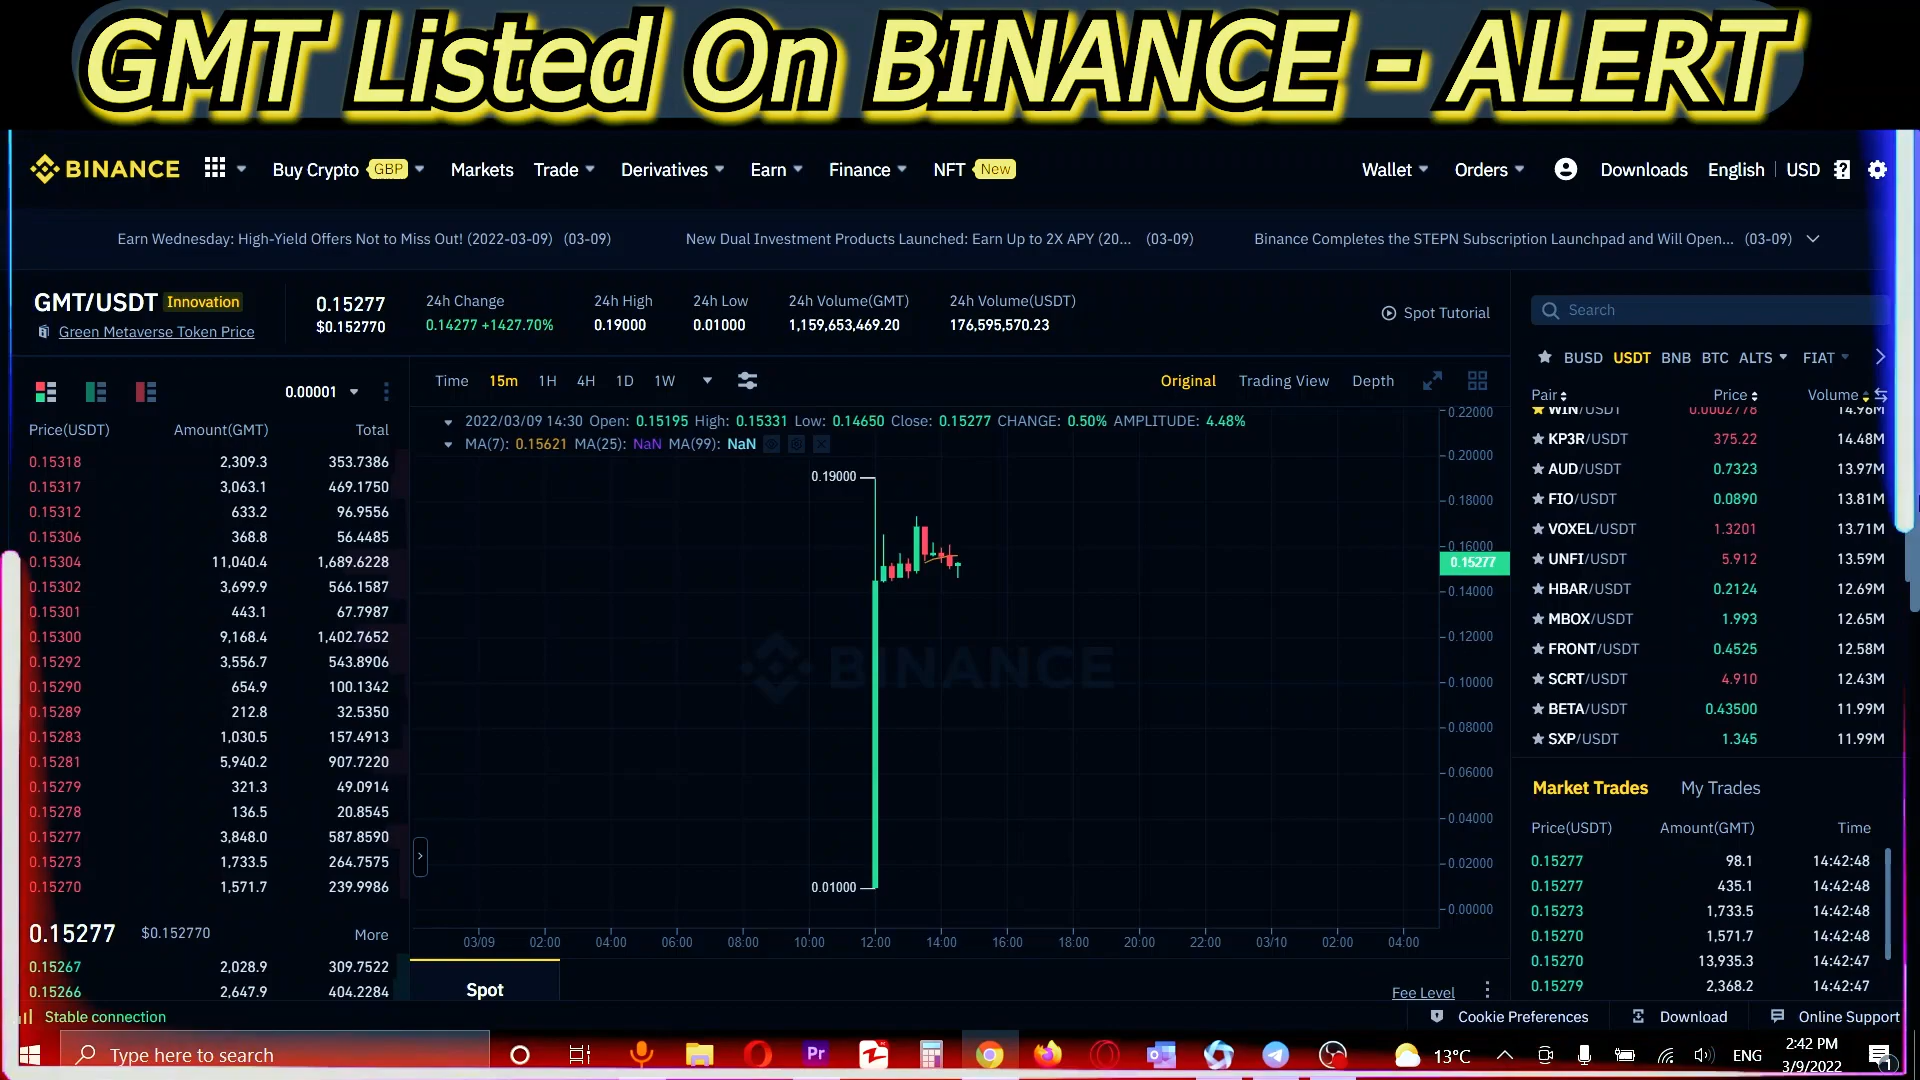 GMT Listed On BINANCE - ALERT
BINANCE Buy Crypto GBP Markets Trade Derivatives Earn Finance NFT New Wallet Orders Downloads English USD
Earn Wednesday: High-Yield Offers Not to Miss Out! (2022-03-09) (03-09) New Dual Investment Products Launched: Earn Up to 2X APY (20... (03-09) Binance Completes the STEPN Subscription Launchpad and Will Open... (03-09)
GMT/USDT Innovation
Green Metaverse Token Price
0.15277
$0.152770
24h Change
0.14277 +1427.70%
24h High
0.19000
24h Low
0.01000
24h Volume(GMT)
1,159,653,469.20
24h Volume(USDT)
176,595,570.23
Spot Tutorial
0.00001
Price(USDT) Amount(GMT) Total
0.15318 2,309.3 353.7386
0.15317 3,063.1 469.1750
0.15312 633.2 96.9556
0.15306 368.8 56.4485
0.15304 11,040.4 1,689.6228
0.15302 3,699.9 566.1587
0.15301 443.1 67.7987
0.15300 9,168.4 1,402.7652
0.15292 3,556.7 543.8906
0.15290 654.9 100.1342
0.15289 212.8 32.5350
0.15283 1,030.5 157.4913
0.15281 5,940.2 907.7220
0.15279 321.3 49.0914
0.15278 136.5 20.8545
0.15277 3,848.0 587.8590
0.15273 1,733.5 264.7575
0.15270 1,571.7 239.9986
0.15277 $0.152770 More
0.15267 2,028.9 309.7522
0.15266 2,647.9 404.2284
Time 15m 1H 4H 1D 1W Original Trading View Depth
2022/03/09 14:30 Open: 0.15195 High: 0.15331 Low: 0.14650 Close: 0.15277 CHANGE: 0.50% AMPLITUDE: 4.48%
MA(7): 0.15621 MA(25): NaN MA(99): NaN
0.19000
0.01000
BINANCE
0.22000
0.20000
0.18000
0.16000
0.15277
0.14000
0.12000
0.10000
0.08000
0.06000
0.04000
0.02000
0.00000
03/09 02:00 04:00 06:00 08:00 10:00 12:00 14:00 16:00 18:00 20:00 22:00 03/10 02:00 04:00
Spot
Fee Level
Search
BUSD USDT BNB BTC ALTS FIAT
Pair Price Volume
WIN/USDT 0.0002778 14.96M
KP3R/USDT 375.22 14.48M
AUD/USDT 0.7323 13.97M
FIO/USDT 0.0890 13.81M
VOXEL/USDT 1.3201 13.71M
UNFI/USDT 5.912 13.59M
HBAR/USDT 0.2124 12.69M
MBOX/USDT 1.993 12.65M
FRONT/USDT 0.4525 12.58M
SCRT/USDT 4.910 12.43M
BETA/USDT 0.43500 11.99M
SXP/USDT 1.345 11.99M
Market Trades My Trades
Price(USDT) Amount(GMT) Time
0.15277 98.1 14:42:48
0.15277 435.1 14:42:48
0.15273 1,733.5 14:42:48
0.15270 1,571.7 14:42:48
0.15270 13,935.3 14:42:47
0.15279 2,368.2 14:42:47
Stable connection
Cookie Preferences Download Online Support
Type here to search
Pr
13°C ENG
2:42 PM
3/9/2022
1